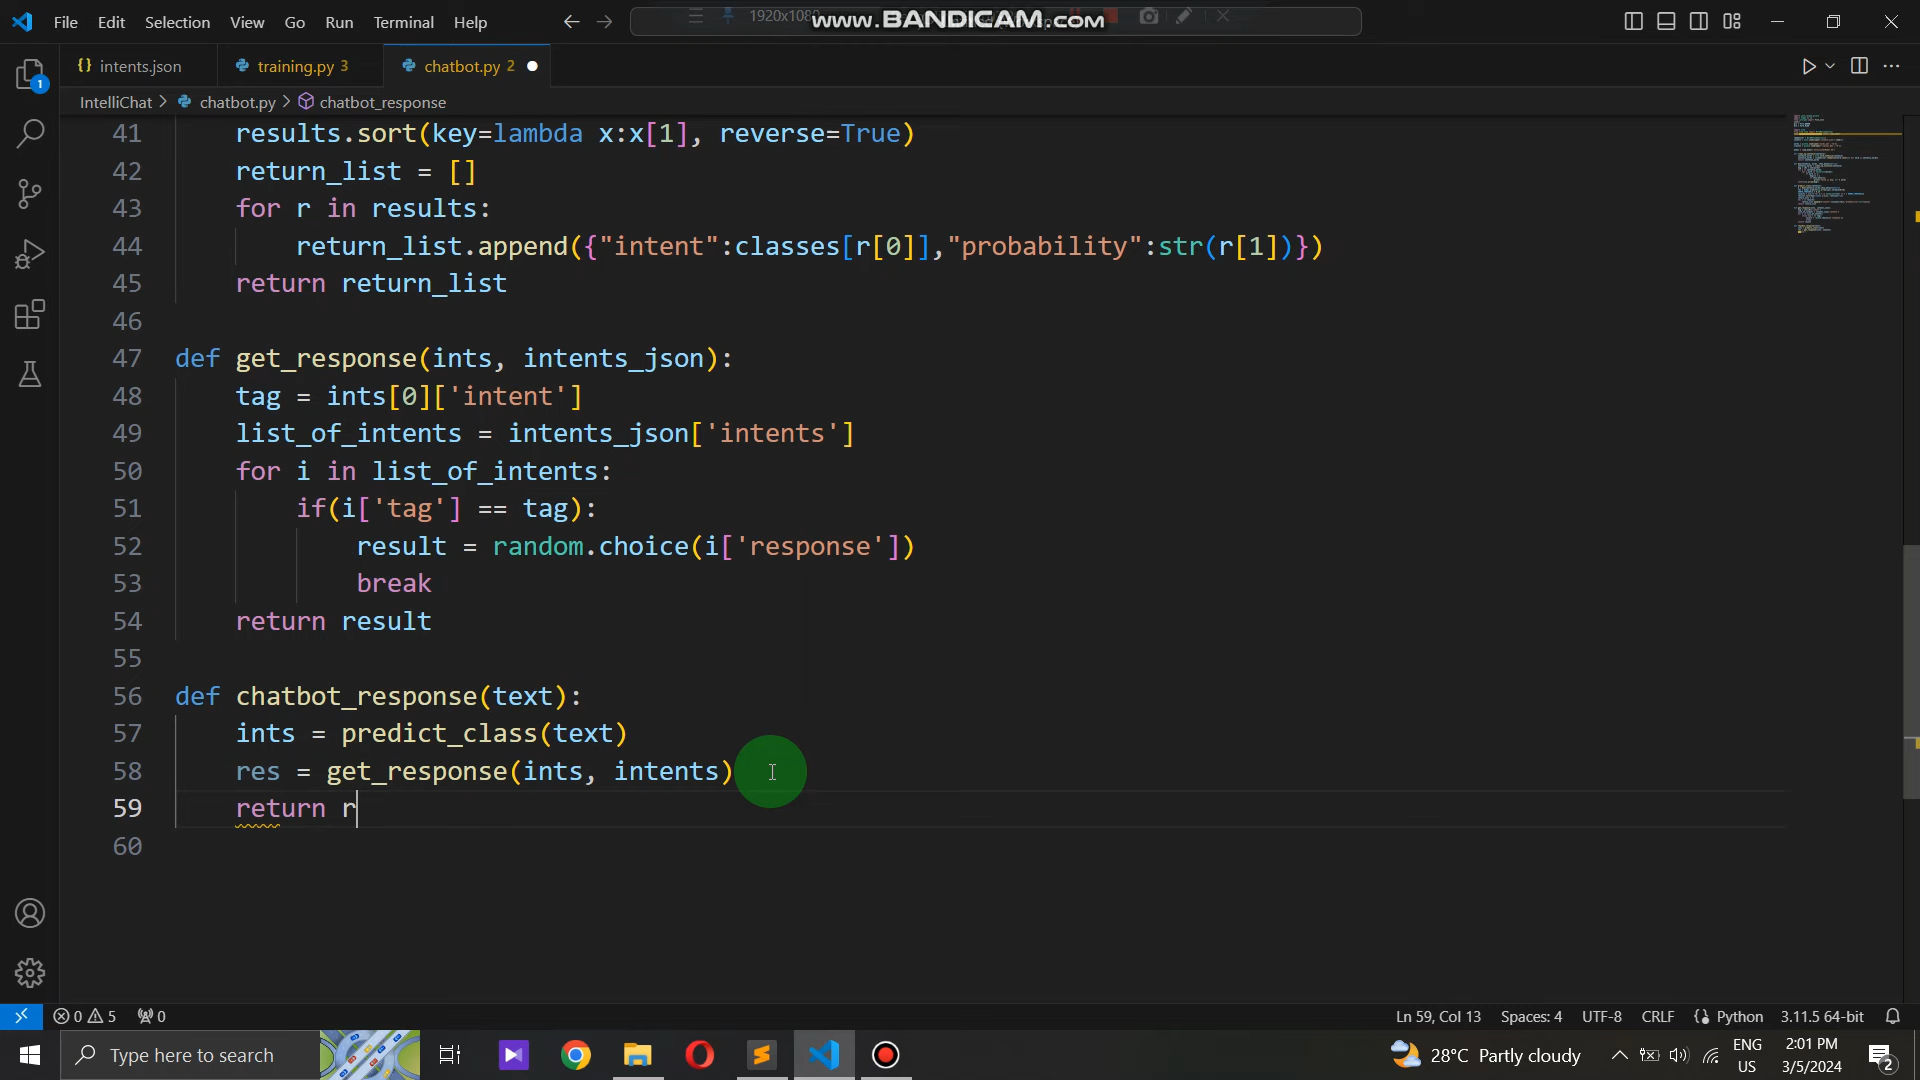 File Edit Selection View Go Run Terminal Help
1920x1080
www.BANDICAM.com
intents.json
training.py 3
chatbot.py 2
IntelliChat > chatbot.py > chatbot_response
41 results.sort(key=lambda x:x[1], reverse=True)
42 return_list = []
43 for r in results:
44 return_list.append({"intent":classes[r[0]],"probability":str(r[1])})
45 return return_list
46
47 def get_response(ints, intents_json):
48 tag = ints[0]['intent']
49 list_of_intents = intents_json['intents']
50 for i in list_of_intents:
51 if(i['tag'] == tag):
52 result = random.choice(i['response'])
53 break
54 return result
55
56 def chatbot_response(text):
57 ints = predict_class(text)
58 res = get_response(ints, intents)
59 return r
60
1
0 5 0
Ln 59, Col 13 Spaces: 4 UTF-8 CRLF Python 3.11.5 64-bit
Type here to search
28°C Partly cloudy
ENG
US
2:01 PM
3/5/2024
2